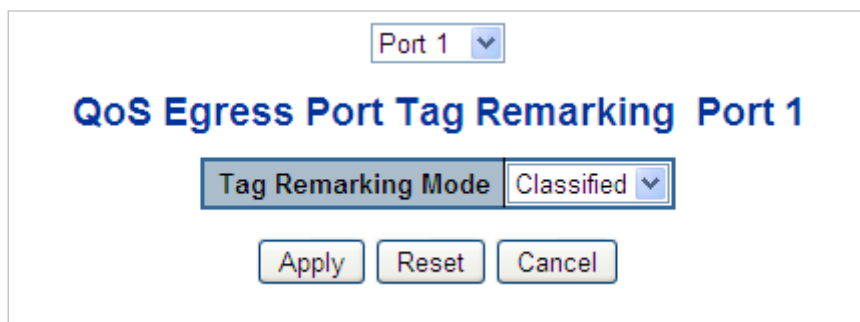 Port 1
QoS Egress Port Tag Remarking Port 1
Tag Remarking Mode Classified
Apply Reset Cancel